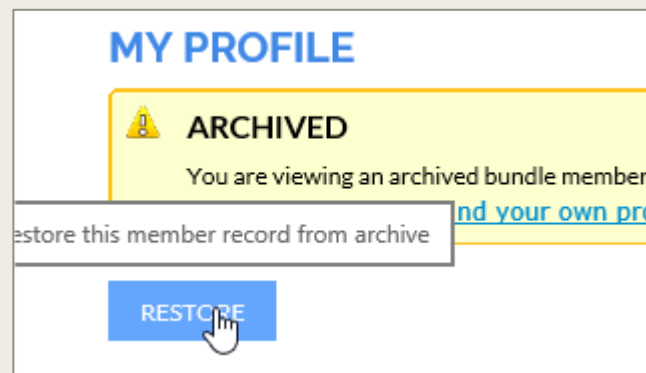 MY PROFILE
ARCHIVED
You are viewing an archived bundle member
nd your own
estore this member record from archive
RESTORE